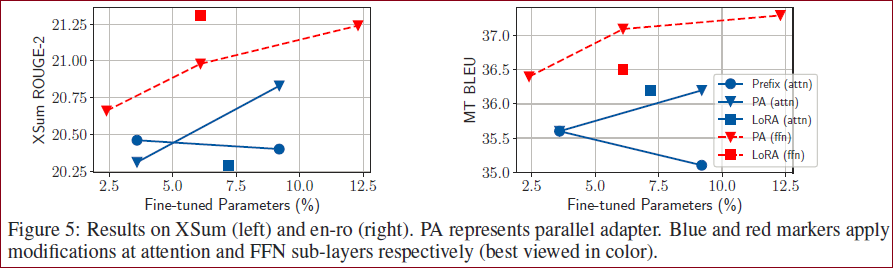 21.25
21.00
20.75
20.50
20.25
XSum ROUGE-2
2.5 5.0 7.5 10.0 12.5
Fine-tuned Parameters (%)
37.0
36.5
36.0
35.5
35.0
MT BLEU
2.5 5.0 7.5 10.0 12.5
Fine-tuned Parameters (%)
Prefix (attn)
PA (attn)
LoRA (attn)
PA (ffn)
LoRA (ffn)
Figure 5: Results on XSum (left) and en-ro (right). PA represents parallel adapter. Blue and red markers apply
modifications at attention and FFN sub-layers respectively (best viewed in color).